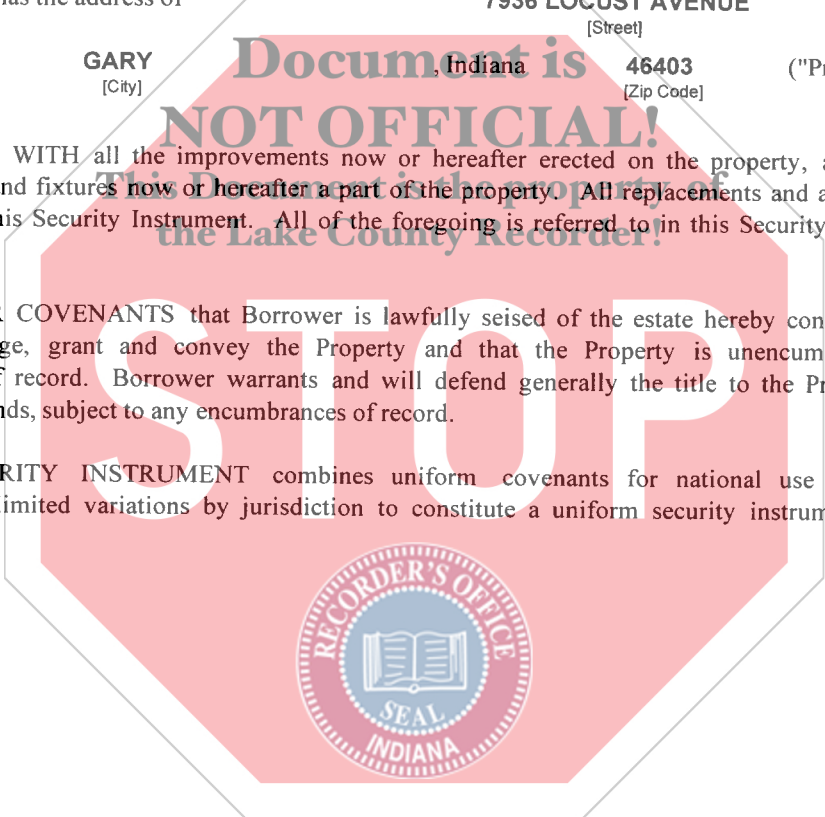 has the address of
7936 LOCUST AVENUE
[Street]
GARY , Indiana 46403 ("Pr
[City] [Zip Code]
Document is
NOT OFFICIAL!
This Document is the property of
the Lake County Recorder!
WITH all the improvements now or hereafter erected on the property, a
nd fixtures now or hereafter a part of the property. All replacements and a
is Security Instrument. All of the foregoing is referred to in this Security
R COVENANTS that Borrower is lawfully seised of the estate hereby con
ge, grant and convey the Property and that the Property is unencum
f record. Borrower warrants and will defend generally the title to the Pr
nds, subject to any encumbrances of record.
STOP
RITY INSTRUMENT combines uniform covenants for national use
imited variations by jurisdiction to constitute a uniform security instrum
RECORDER'S OFFICE
SEAL
INDIANA